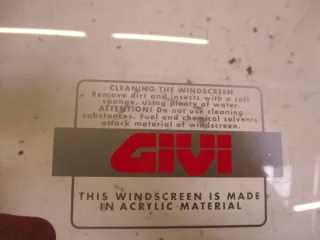 CLEANING THE WINDSCREEN
Remove dirt and insects with a soft
sponge, using plenty of water.
ATTENTION! Do not use cleaning
substances. Fuel and chemical solvents
attack material of windscreen.
GIVI
THIS WINDSCREEN IS MADE
IN ACRYLIC MATERIAL